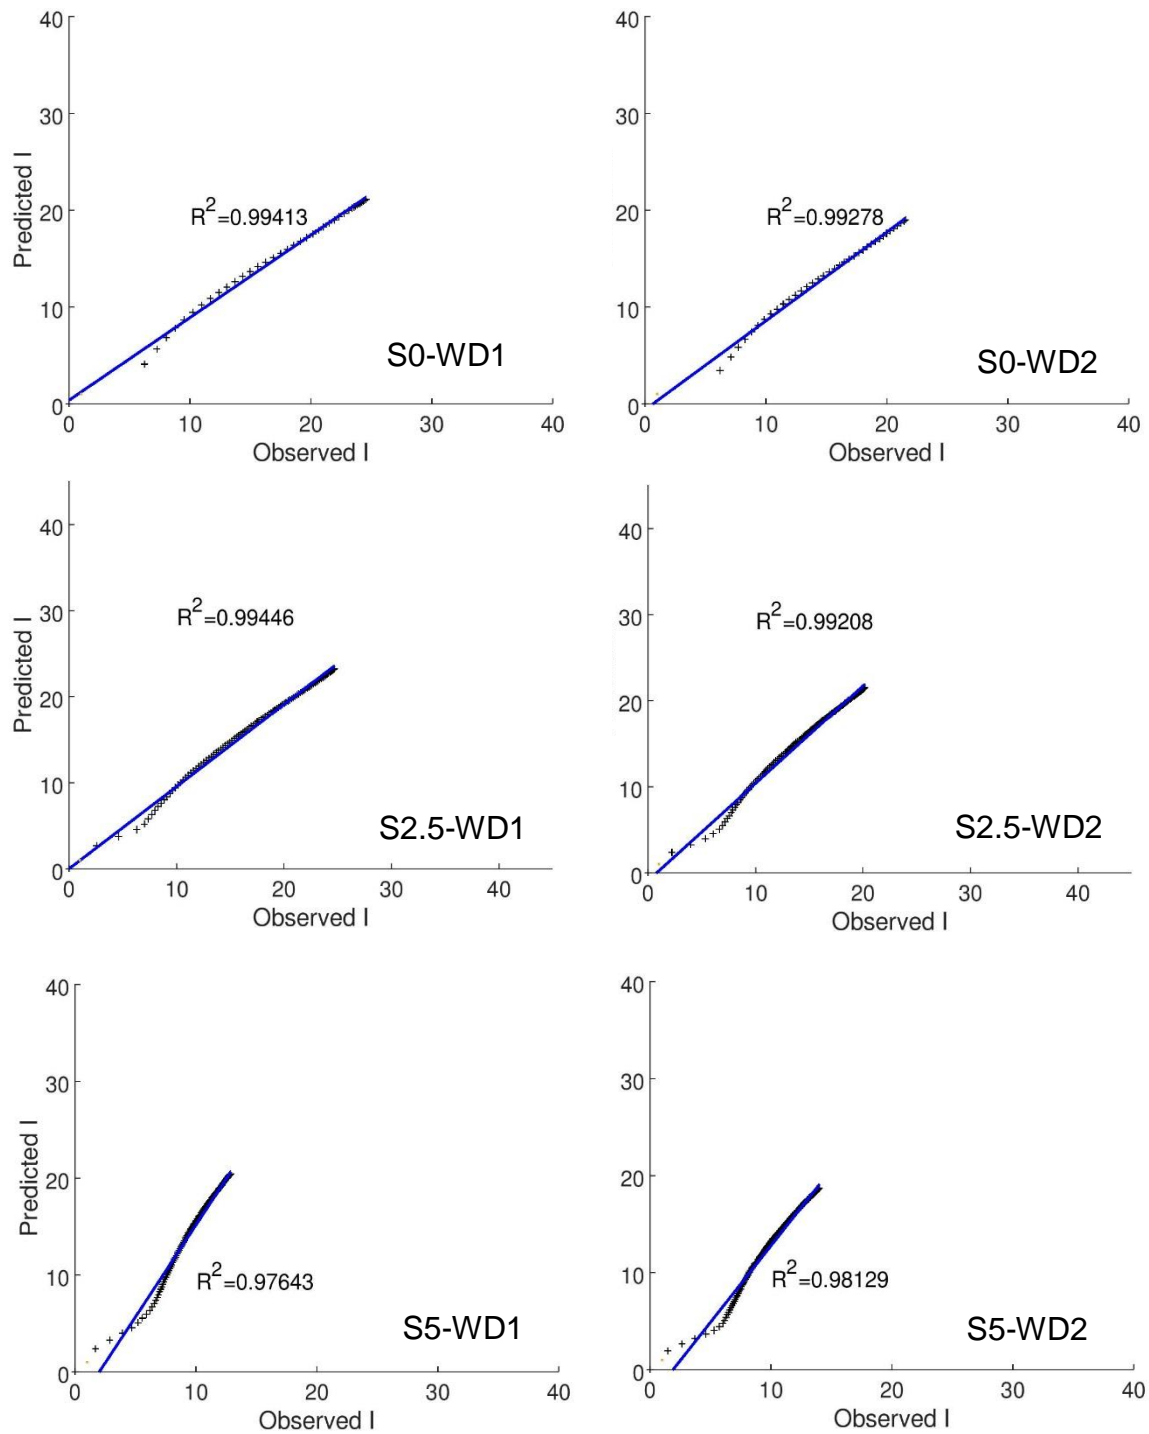 40
30
20
10
0
Predicted I
R²=0.99413
S0-WD1
0 10 20 30 40
Observed I
40
30
20
10
0
R²=0.99278
S0-WD2
0 10 20 30 40
Observed I
40
30
20
10
0
Predicted I
R²=0.99446
S2.5-WD1
0 10 20 30 40
Observed I
40
30
20
10
0
R²=0.99208
S2.5-WD2
0 10 20 30 40
Observed I
40
30
20
10
0
Predicted I
R²=0.97643
S5-WD1
0 10 20 30 40
Observed I
40
30
20
10
0
R²=0.98129
S5-WD2
0 10 20 30 40
Observed I